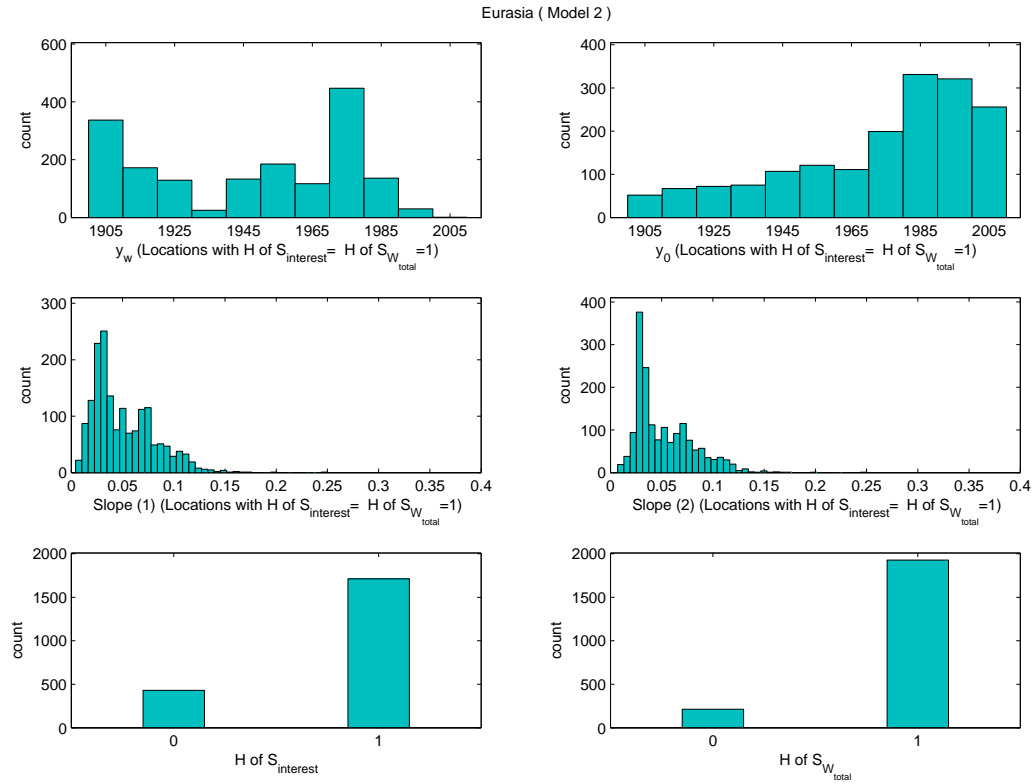 Eurasia ( Model 2 )
600
400
200
0
count
1905 1925 1945 1965 1985 2005
y_w (Locations with H of S_interest= H of S_W_total =1)
400
300
200
100
0
count
1905 1925 1945 1965 1985 2005
y_0 (Locations with H of S_interest= H of S_W_total =1)
300
200
100
0
count
0 0.05 0.1 0.15 0.2 0.25 0.3 0.35 0.4
Slope (1) (Locations with H of S_interest= H of S_W_total =1)
400
300
200
100
0
count
0 0.05 0.1 0.15 0.2 0.25 0.3 0.35 0.4
Slope (2) (Locations with H of S_interest= H of S_W_total =1)
2000
1500
1000
500
0
count
0 1
H of S_interest
2000
1500
1000
500
0
count
0 1
H of S_W_total